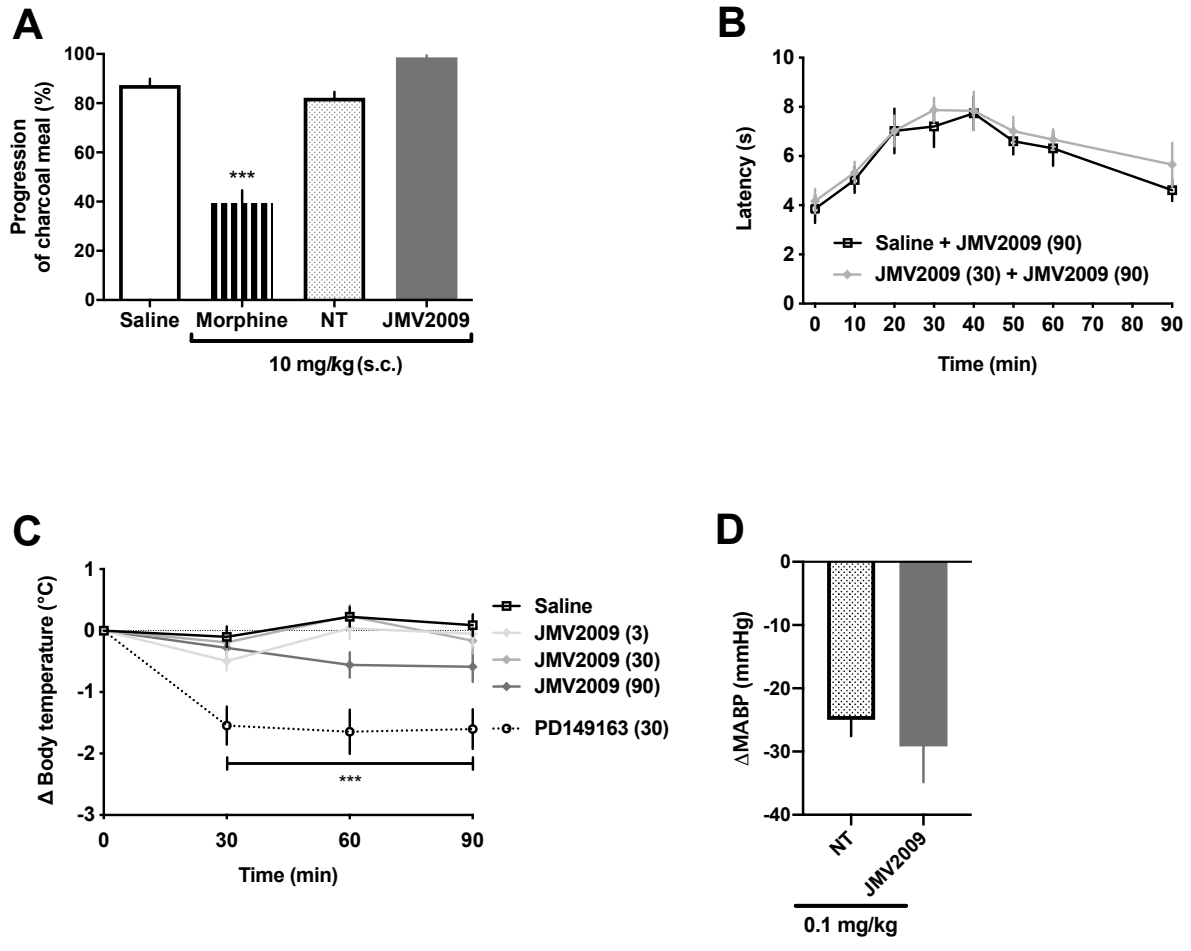 A
Progression
of charcoal meal (%)
100
80
60
40
20
0
***
Saline
Morphine
NT
JMV2009
10 mg/kg (s.c.)
B
Latency (s)
10
8
6
4
2
0
Saline + JMV2009 (90)
JMV2009 (30) + JMV2009 (90)
0 10 20 30 40 50 60 70 80 90
Time (min)
C
Δ Body temperature (°C)
1
0
-1
-2
-3
***
0 30 60 90
Time (min)
Saline
JMV2009 (3)
JMV2009 (30)
JMV2009 (90)
PD149163 (30)
D
ΔMABP (mmHg)
0
-10
-20
-30
-40
NT
JMV2009
0.1 mg/kg